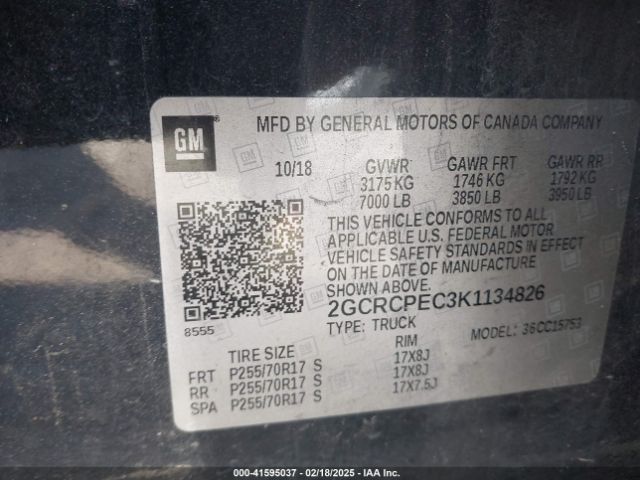 GM
MFD BY GENERAL MOTORS OF CANADA COMPANY
10/18 GVWR GAWR FRT GAWR RR
3175 KG 1746 KG 1792 KG
7000 LB 3850 LB 3950 LB
THIS VEHICLE CONFORMS TO ALL
APPLICABLE U.S. FEDERAL MOTOR
VEHICLE SAFETY STANDARDS IN EFFECT
ON THE DATE OF MANUFACTURE
SHOWN ABOVE.
2GCRCPEC3K1134826
8555
TYPE: TRUCK MODEL: 36CC15753
TIRE SIZE RIM
FRT P255/70R17 S 17X8J
RR P255/70R17 S 17X8J
SPA P255/70R17 S 17X7.5J
000-41595037 - 02/18/2025 - IAA Inc.